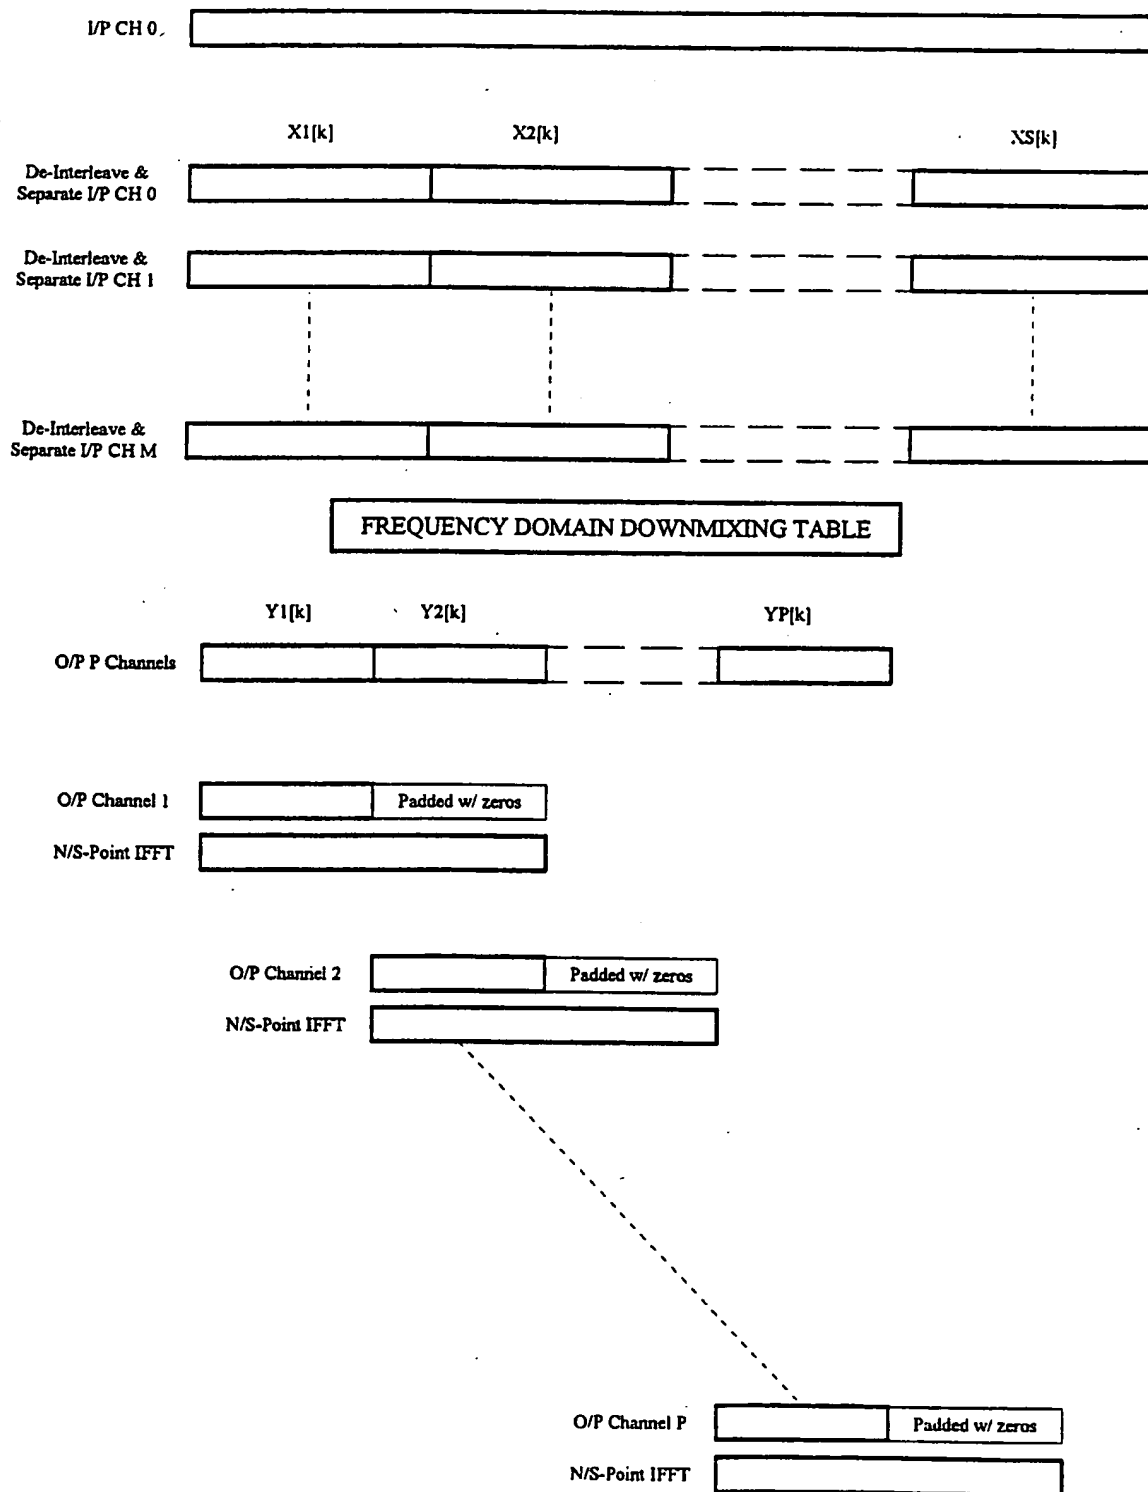 I/P CH 0
X1[k] X2[k] XS[k]
De-Interleave &
Separate I/P CH 0
De-Interleave &
Separate I/P CH 1
De-Interleave &
Separate I/P CH M
FREQUENCY DOMAIN DOWNMIXING TABLE
Y1[k] Y2[k] YP[k]
O/P P Channels
O/P Channel 1 Padded w/ zeros
N/S-Point IFFT
O/P Channel 2 Padded w/ zeros
N/S-Point IFFT
O/P Channel P Padded w/ zeros
N/S-Point IFFT